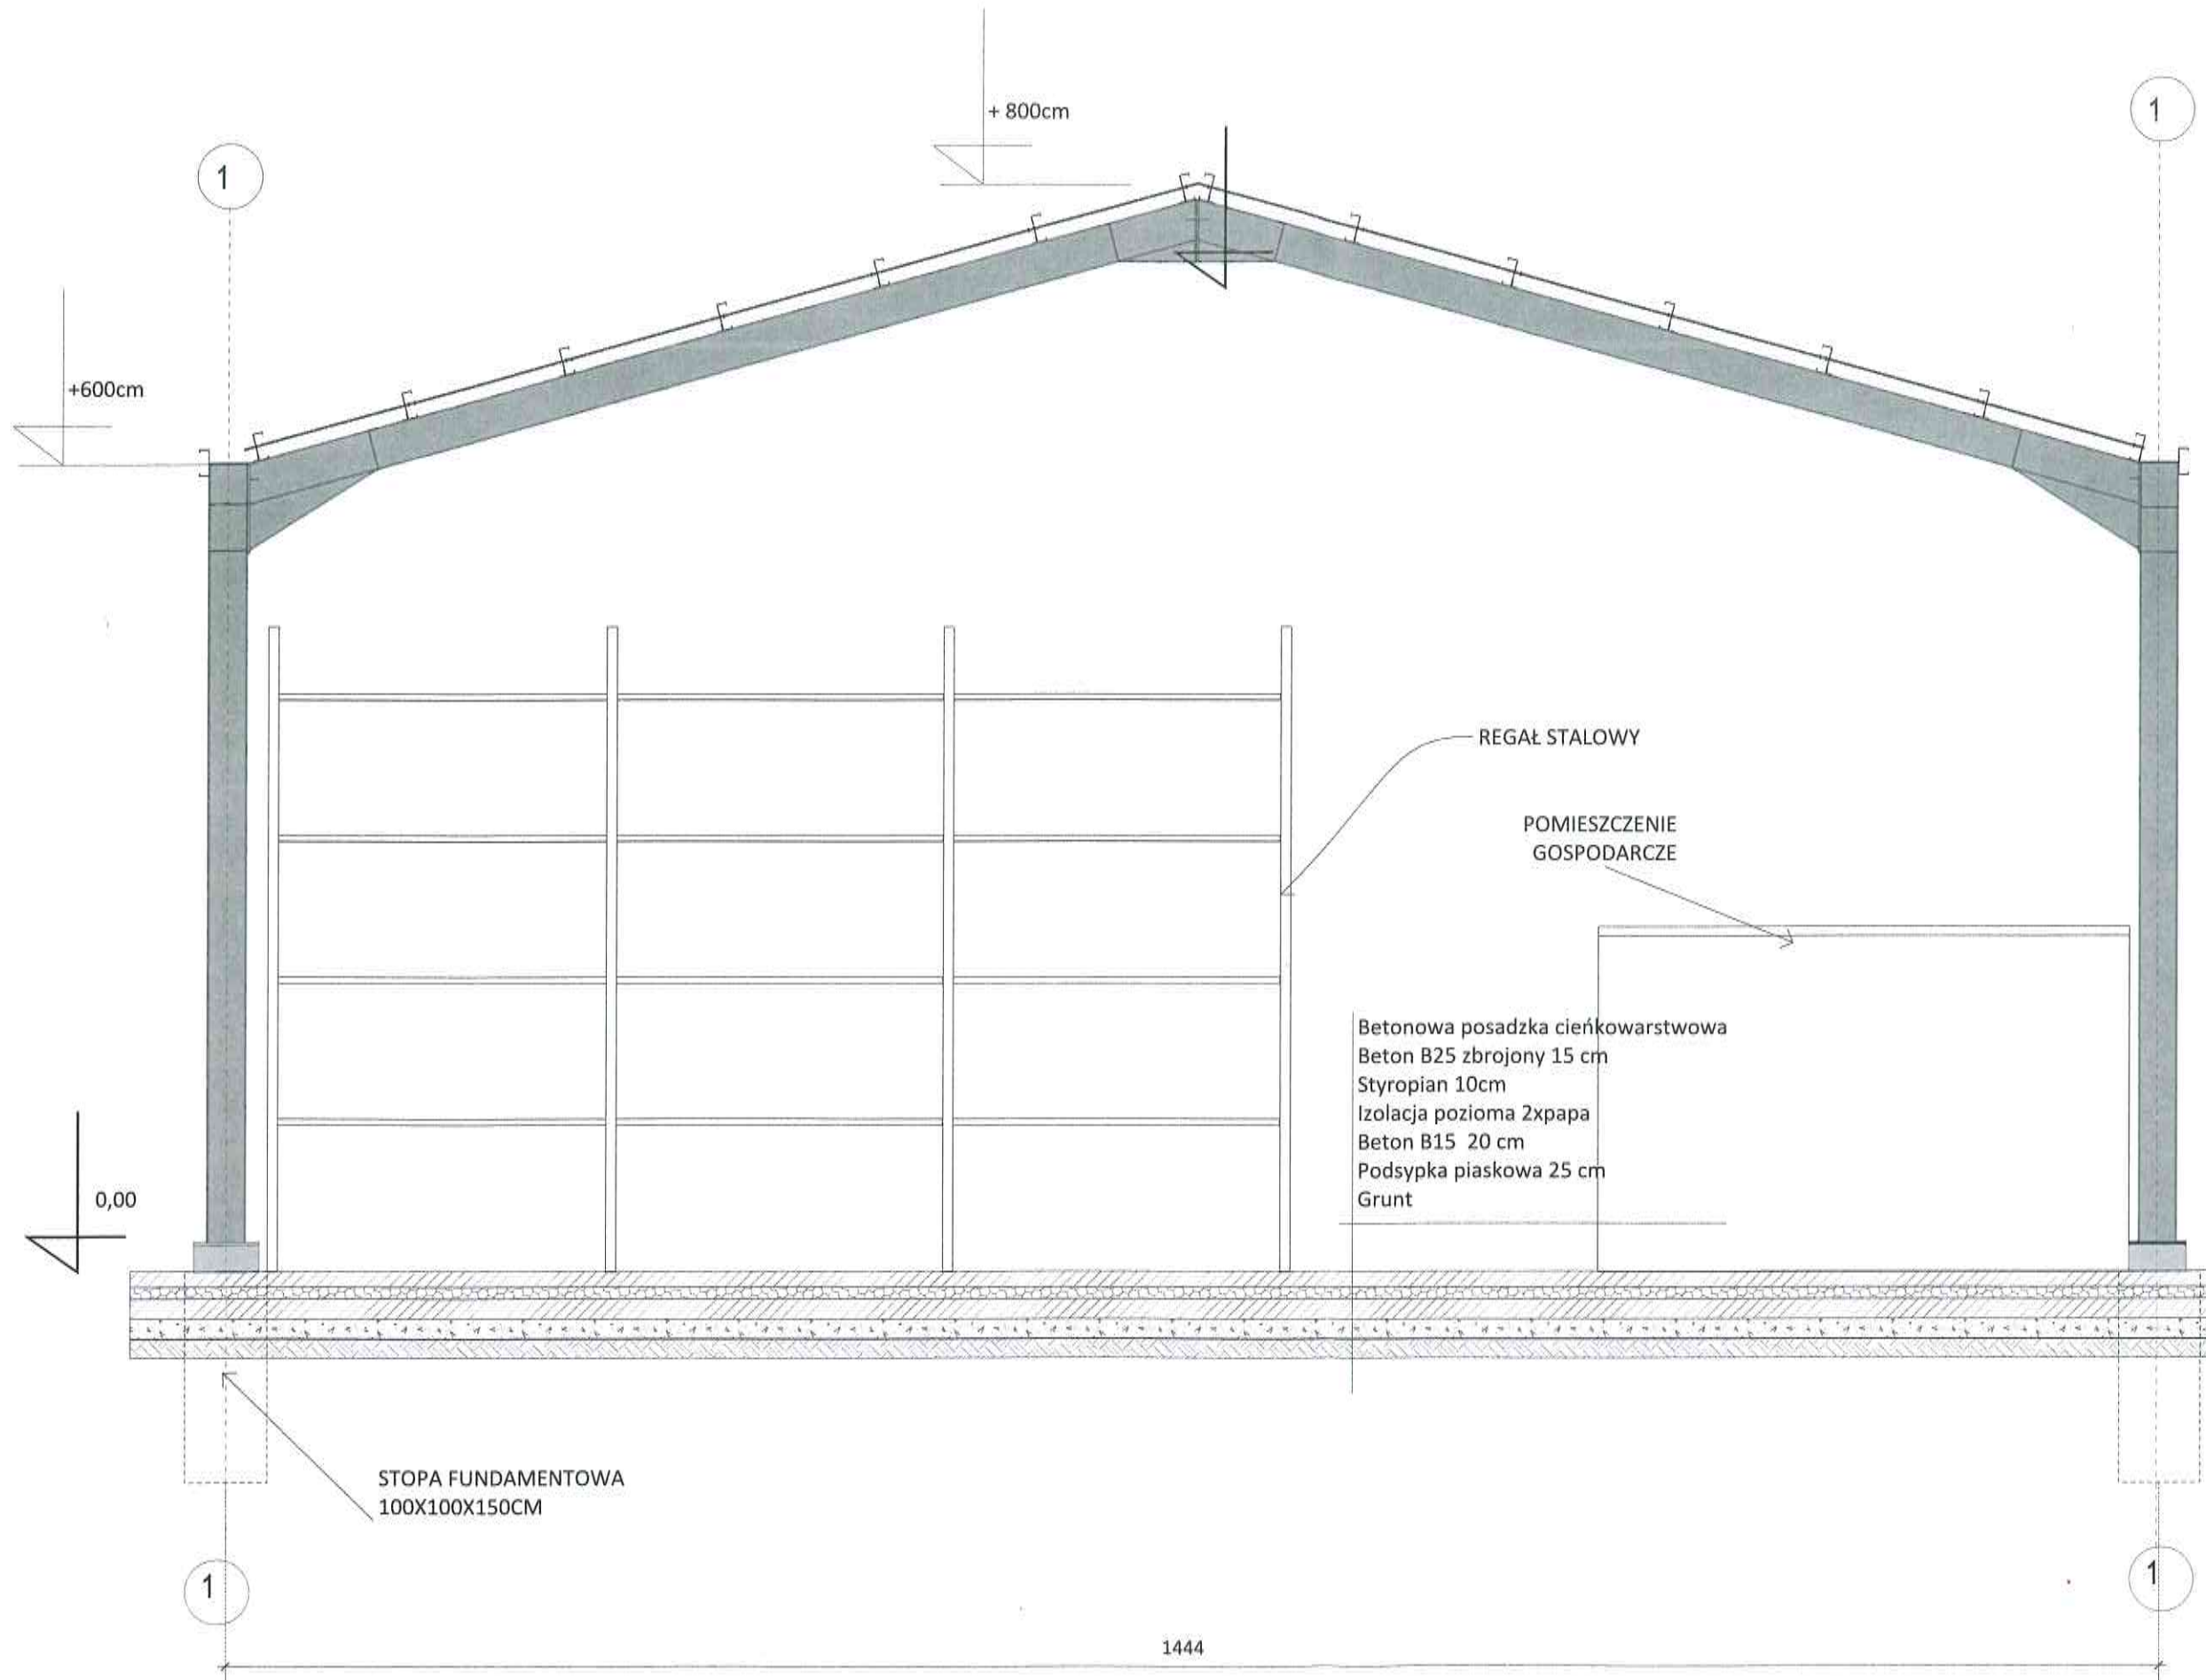 + 800cm
1
1
+600cm
REGAŁ STALOWY
POMIESZCZENIE
GOSPODARCZE
Betonowa posadzka cieńkowarstwowa
Beton B25 zbrojony 15 cm
Styropian 10cm
Izolacja pozioma 2xpapa
Beton B15 20 cm
Podsypka piaskowa 25 cm
Grunt
0,00
STOPA FUNDAMENTOWA
100X100X150CM
1
1
1444